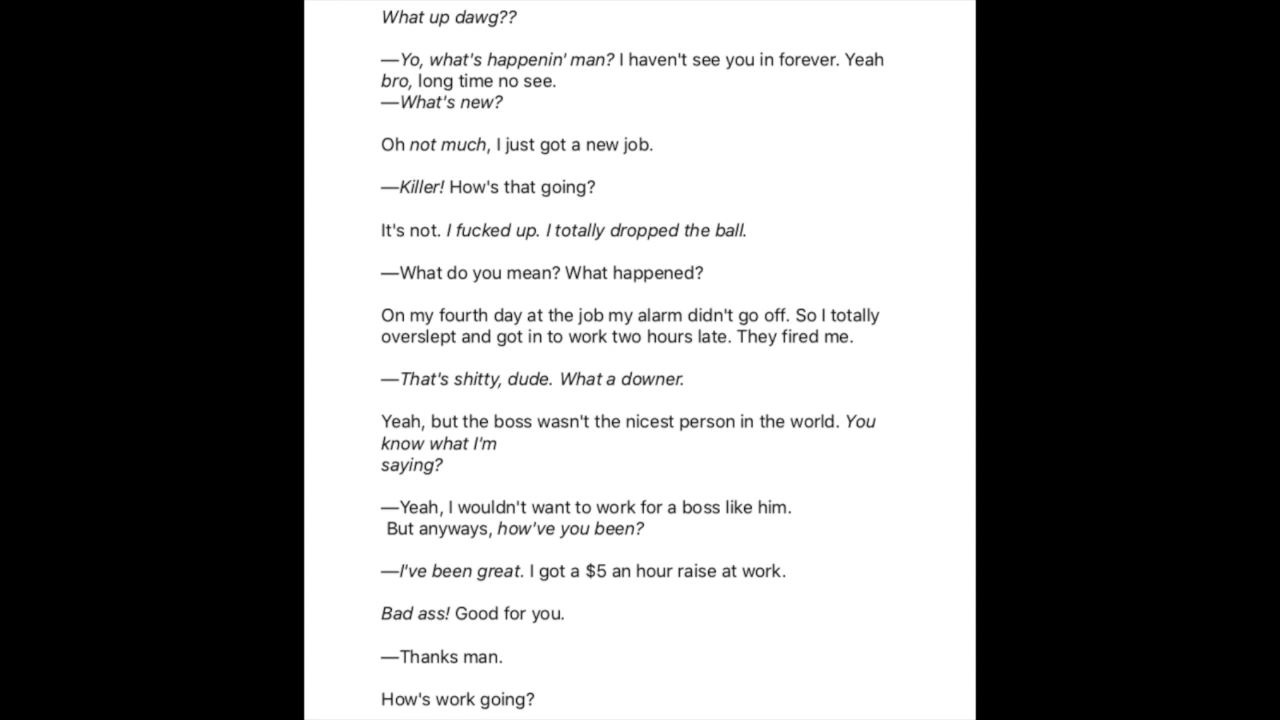 What up dawg??
—Yo, what's happenin' man? I haven't see you in forever. Yeah
bro, long time no see.
—What's new?
Oh not much, I just got a new job.
—Killer! How's that going?
It's not. I fucked up. I totally dropped the ball.
—What do you mean? What happened?
On my fourth day at the job my alarm didn't go off. So I totally
overslept and got in to work two hours late. They fired me.
—That's shitty, dude. What a downer.
Yeah, but the boss wasn't the nicest person in the world. You
know what I'm
saying?
—Yeah, I wouldn't want to work for a boss like him.
But anyways, how've you been?
—I've been great. I got a $5 an hour raise at work.
Bad ass! Good for you.
—Thanks man.
How's work going?